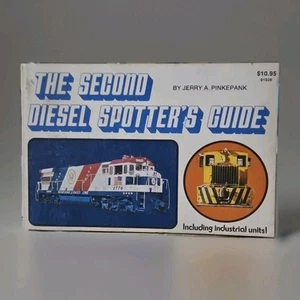 THE SECOND
DIESEL SPOTTER'S GUIDE
BY JERRY A. PINKEPANK
$10.95
Including industrial units!